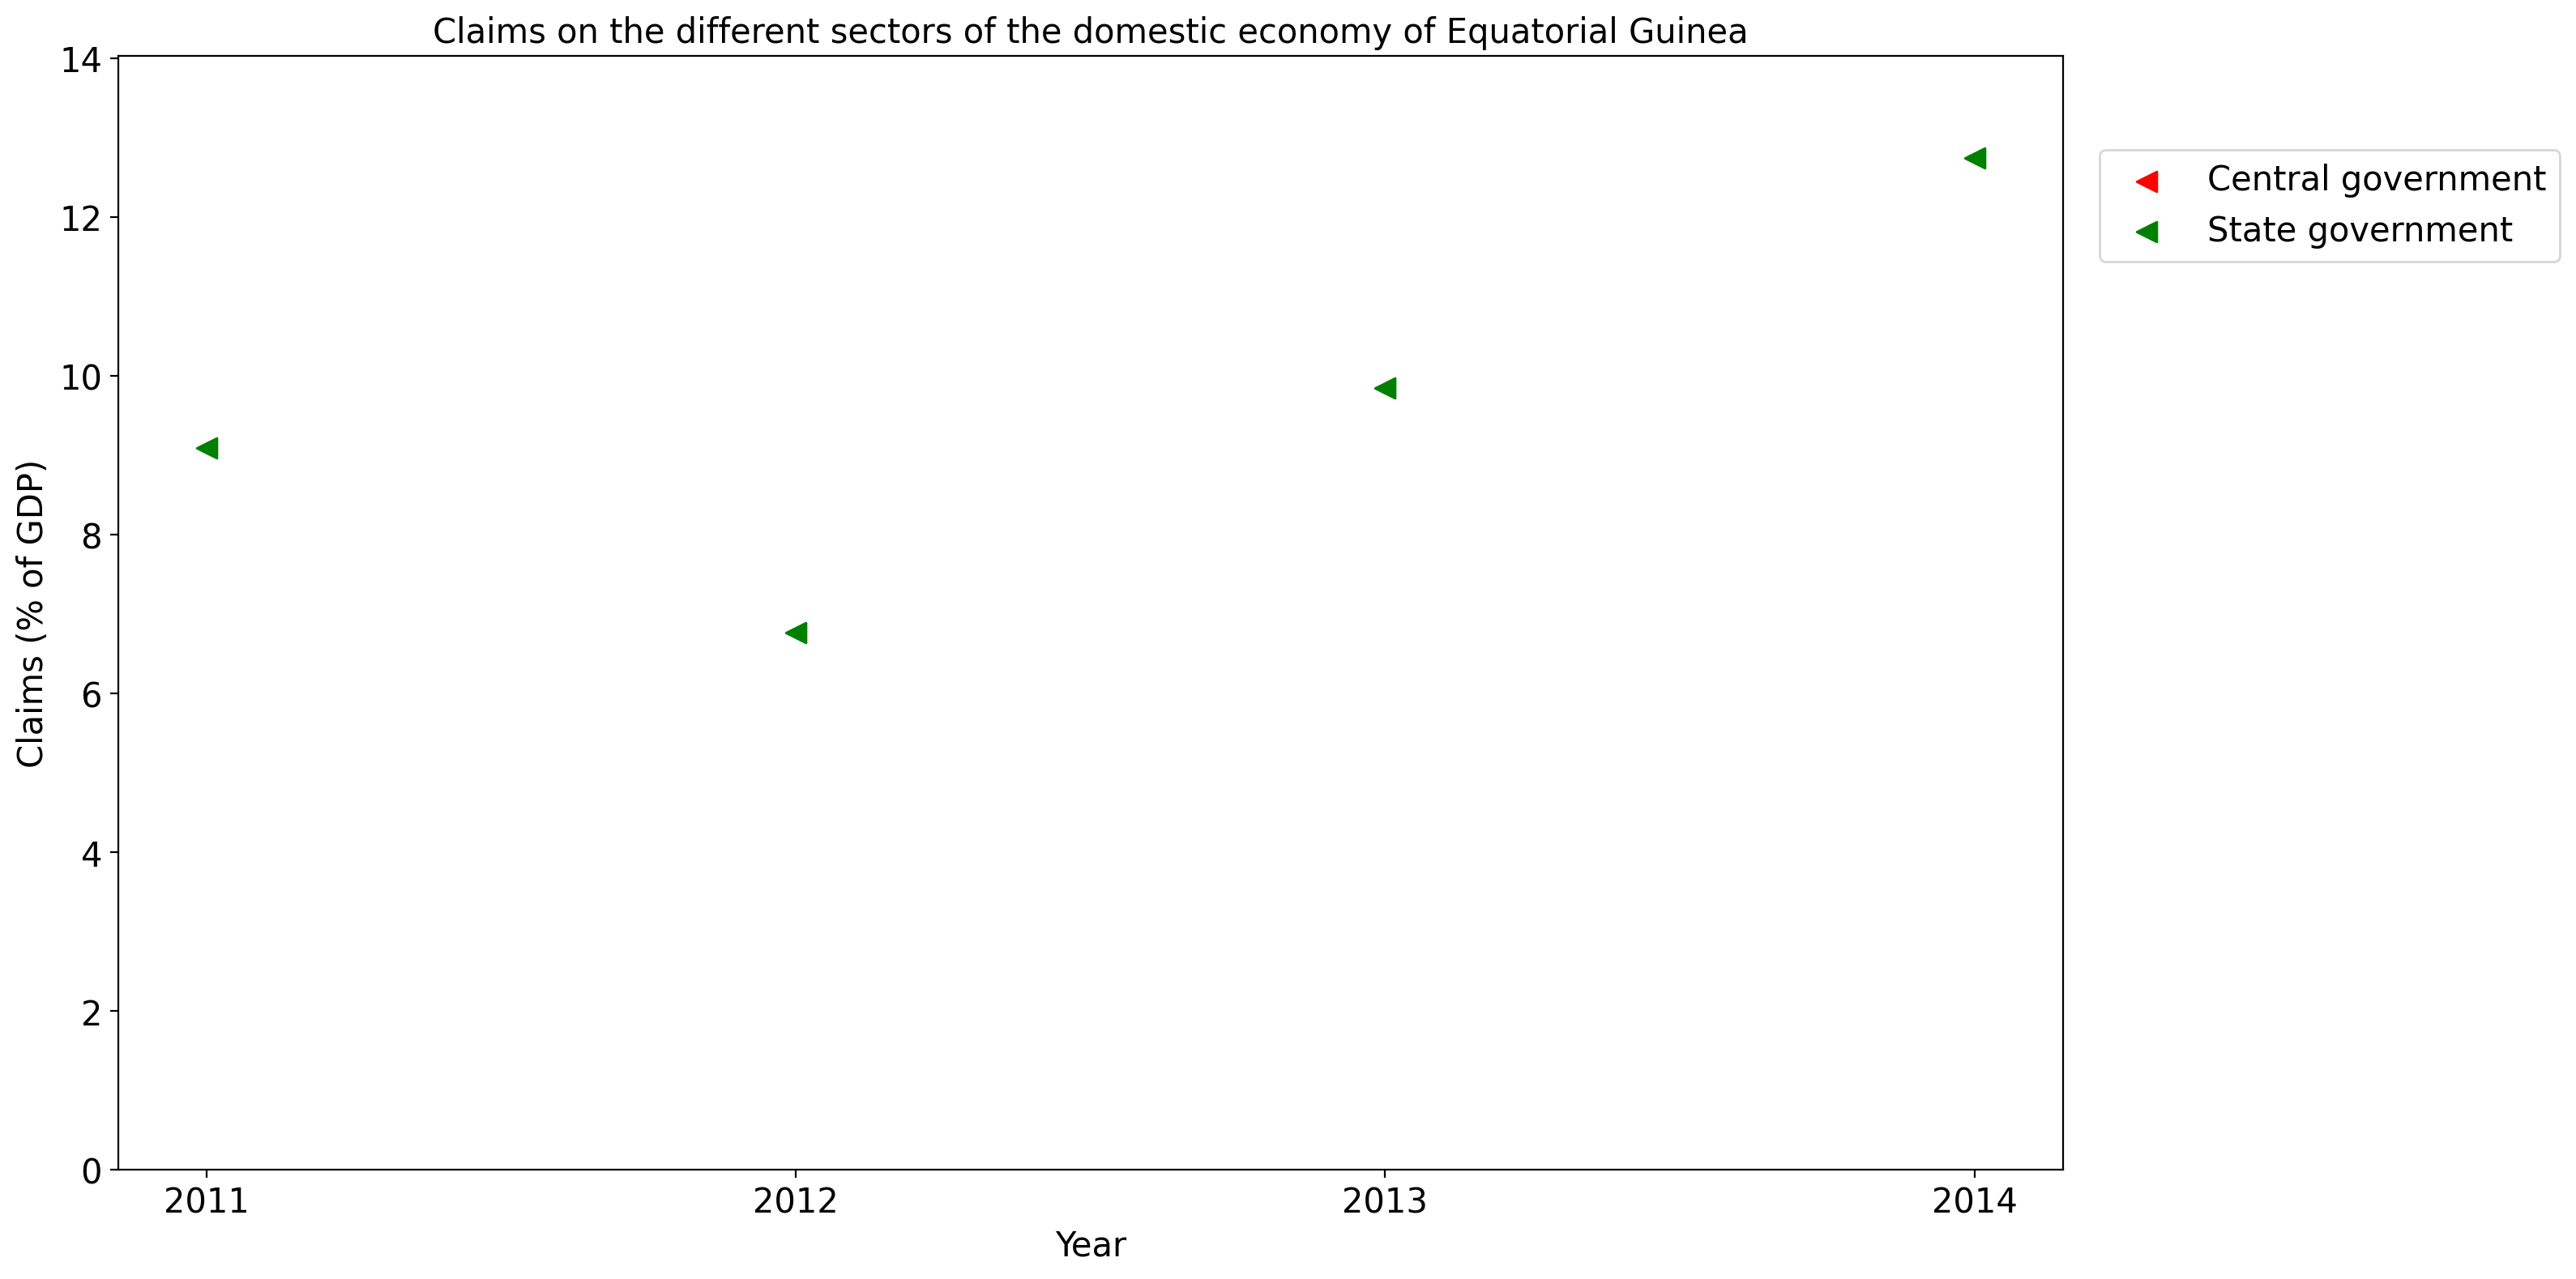 Claims on the different sectors of the domestic economy of Equatorial Guinea
14
12
10
8
6
4
2
0
Claims (% of GDP)
2011 2012 2013 2014
Year
Central government
State government